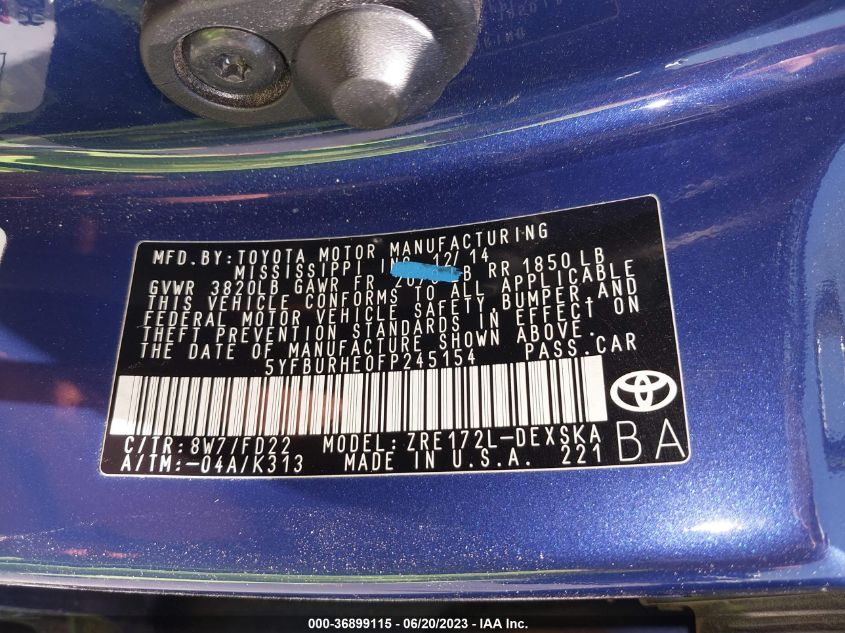 MFD. BY: TOYOTA MOTOR MANUFACTURING
MISSISSIPPI INC. 12/14
GVWR 3820LB GAWR FR LB RR 1850 LB
THIS VEHICLE CONFORMS TO ALL APPLICABLE
FEDERAL MOTOR VEHICLE SAFETY, BUMPER, AND
THEFT PREVENTION STANDARDS IN EFFECT ON
THE DATE OF MANUFACTURE SHOWN ABOVE.
5YFBURHE0FP245154 PASS. CAR
C/TR: 8W7/FD22 MODEL: ZRE172L-DEXSKA
A/TM: -04A/K313 MADE IN U.S.A. 221
BA
000-36899115 - 06/20/2023 - IAA Inc.